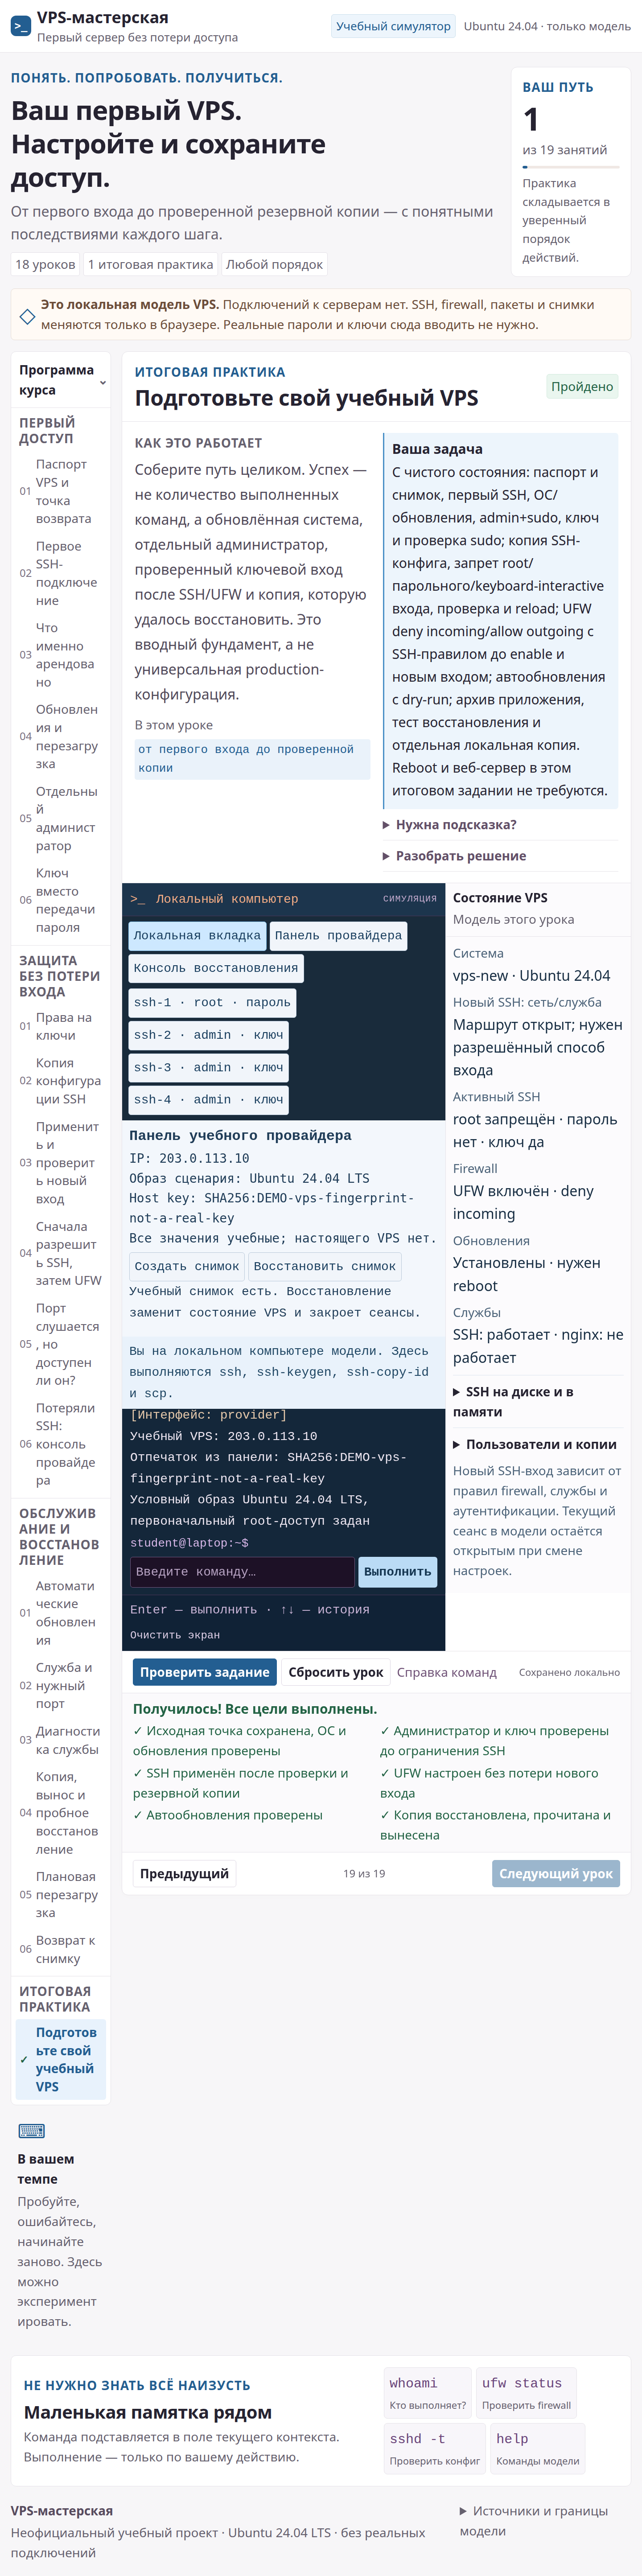 >_
VPS-мастерская
Первый сервер без потери доступа
Учебный симулятор
Ubuntu 24.04 · только модель
ПОНЯТЬ. ПОПРОБОВАТЬ. ПОЛУЧИТЬСЯ.
Ваш первый VPS.
Настройте и сохраните
доступ.
От первого входа до проверенной резервной копии — с понятными
последствиями каждого шага.
18 уроков
1 итоговая практика
Любой порядок
ВАШ ПУТЬ
1
из 19 занятий
Практика
складывается в
уверенный
порядок
действий.
Это локальная модель VPS. Подключений к серверам нет. SSH, firewall, пакеты и снимки
меняются только в браузере. Реальные пароли и ключи сюда вводить не нужно.
Программа
курса
ПЕРВЫЙ
ДОСТУП
01 Паспорт
VPS и
точка
возврата
02 Первое
SSH-
подключе
ние
03 Что
именно
арендова
но
04 Обновлен
ия и
перезагру
зка
05 Отдельны
й
админист
ратор
06 Ключ
вместо
передачи
пароля
ЗАЩИТА
БЕЗ ПОТЕРИ
ВХОДА
01 Права на
ключи
02 Копия
конфигура
ции SSH
03 Применит
ь и
проверит
ь новый
вход
04 Сначала
разрешит
ь SSH,
затем UFW
05 Порт
слушается
, но
доступен
ли он?
06 Потеряли
SSH:
консоль
провайде
ра
ОБСЛУЖИВ
АНИЕ И
ВОССТАНОВ
ЛЕНИЕ
01 Автомати
ческие
обновлен
ия
02 Служба и
нужный
порт
03 Диагности
ка службы
04 Копия,
вынос и
пробное
восстанов
ление
05 Плановая
перезагру
зка
06 Возврат к
снимку
ИТОГОВАЯ
ПРАКТИКА
✓ Подготов
ьте свой
учебный
VPS
В вашем
темпе
Пробуйте,
ошибайтесь,
начинайте
заново. Здесь
можно
эксперимент
ировать.
ИТОГОВАЯ ПРАКТИКА
Подготовьте свой учебный VPS
Пройдено
КАК ЭТО РАБОТАЕТ
Соберите путь целиком. Успех —
не количество выполненных
команд, а обновлённая система,
отдельный администратор,
проверенный ключевой вход
после SSH/UFW и копия, которую
удалось восстановить. Это
вводный фундамент, а не
универсальная production-
конфигурация.
В этом уроке
от первого входа до проверенной
копии
Ваша задача
С чистого состояния: паспорт и
снимок, первый SSH, ОС/
обновления, admin+sudo, ключ
и проверка sudo; копия SSH-
конфига, запрет root/
парольного/keyboard-interactive
входа, проверка и reload; UFW
deny incoming/allow outgoing с
SSH-правилом до enable и
новым входом; автообновления
с dry-run; архив приложения,
тест восстановления и
отдельная локальная копия.
Reboot и веб-сервер в этом
итоговом задании не требуются.
▶ Нужна подсказка?
▶ Разобрать решение
>_ Локальный компьютер
СИМУЛЯЦИЯ
Локальная вкладка
Панель провайдера
Консоль восстановления
ssh-1 · root · пароль
ssh-2 · admin · ключ
ssh-3 · admin · ключ
ssh-4 · admin · ключ
Панель учебного провайдера
IP: 203.0.113.10
Образ сценария: Ubuntu 24.04 LTS
Host key: SHA256:DEMO-vps-fingerprint-
not-a-real-key
Все значения учебные; настоящего VPS нет.
Создать снимок
Восстановить снимок
Учебный снимок есть. Восстановление
заменит состояние VPS и закроет сеансы.
Вы на локальном компьютере модели. Здесь
выполняются ssh, ssh-keygen, ssh-copy-id
и scp.
[Интерфейс: provider]
Учебный VPS: 203.0.113.10
Отпечаток из панели: SHA256:DEMO-vps-
fingerprint-not-a-real-key
Условный образ Ubuntu 24.04 LTS,
первоначальный root-доступ задан
student@laptop:~$
Введите команду…
Выполнить
Enter — выполнить · ↑↓ — история
Очистить экран
Состояние VPS
Модель этого урока
Система
vps-new · Ubuntu 24.04
Новый SSH: сеть/служба
Маршрут открыт; нужен
разрешённый способ
входа
Активный SSH
root запрещён · пароль
нет · ключ да
Firewall
UFW включён · deny
incoming
Обновления
Установлены · нужен
reboot
Службы
SSH: работает · nginx: не
работает
▶ SSH на диске и в
памяти
▶ Пользователи и копии
Новый SSH-вход зависит от
правил firewall, службы и
аутентификации. Текущий
сеанс в модели остаётся
открытым при смене
настроек.
Проверить задание
Сбросить урок
Справка команд
Сохранено локально
Получилось! Все цели выполнены.
✓ Исходная точка сохранена, ОС и
обновления проверены
✓ Администратор и ключ проверены
до ограничения SSH
✓ SSH применён после проверки и
резервной копии
✓ UFW настроен без потери нового
входа
✓ Автообновления проверены
✓ Копия восстановлена, прочитана и
вынесена
Предыдущий
19 из 19
Следующий урок
НЕ НУЖНО ЗНАТЬ ВСЁ НАИЗУСТЬ
Маленькая памятка рядом
Команда подставляется в поле текущего контекста.
Выполнение — только по вашему действию.
whoami
Кто выполняет?
ufw status
Проверить firewall
sshd -t
Проверить конфиг
help
Команды модели
VPS-мастерская
Неофициальный учебный проект · Ubuntu 24.04 LTS · без реальных
подключений
▶ Источники и границы
модели